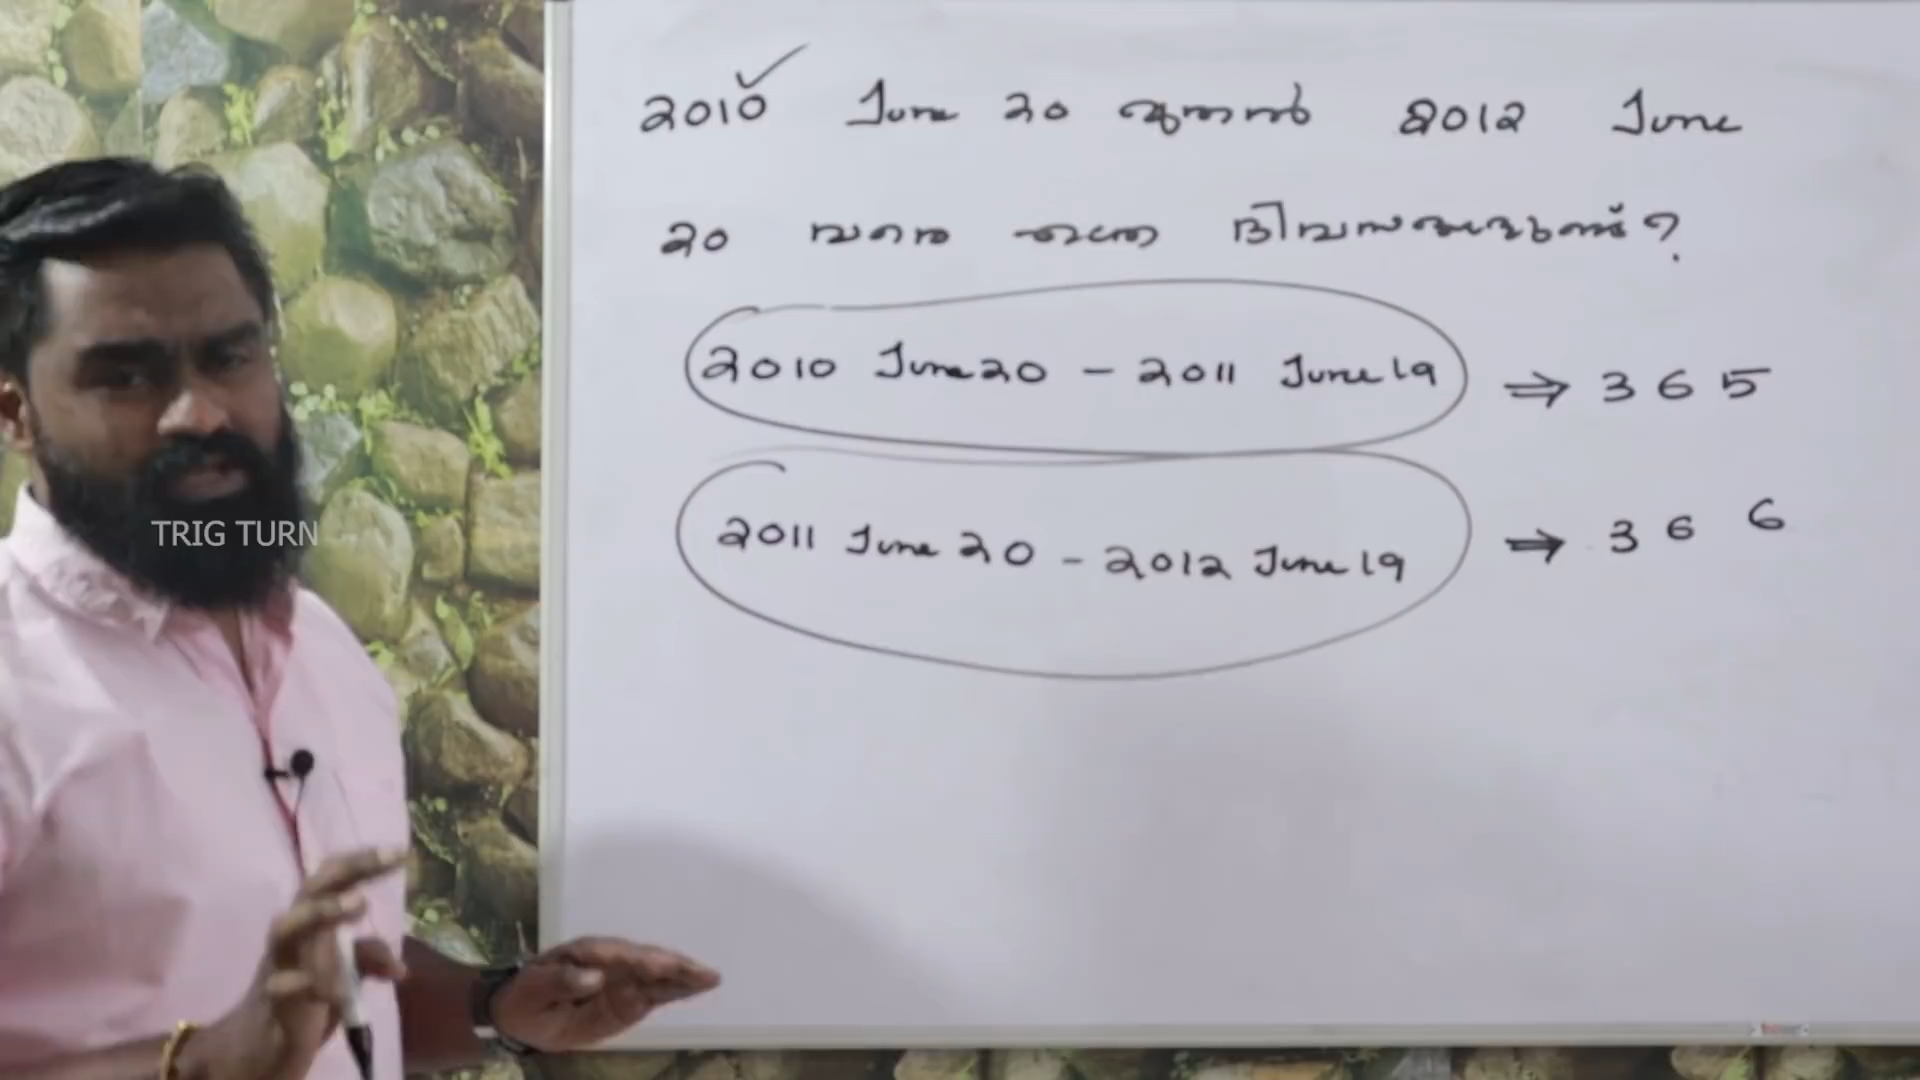 2010 June 20 മുതൽ 2012 June
20 വരെ എത്ര ദിവസങ്ങളുണ്ട്?
2010 June 20 - 2011 June 19 ⇒ 365
2011 June 20 - 2012 June 19 ⇒ 366
TRIG TURN